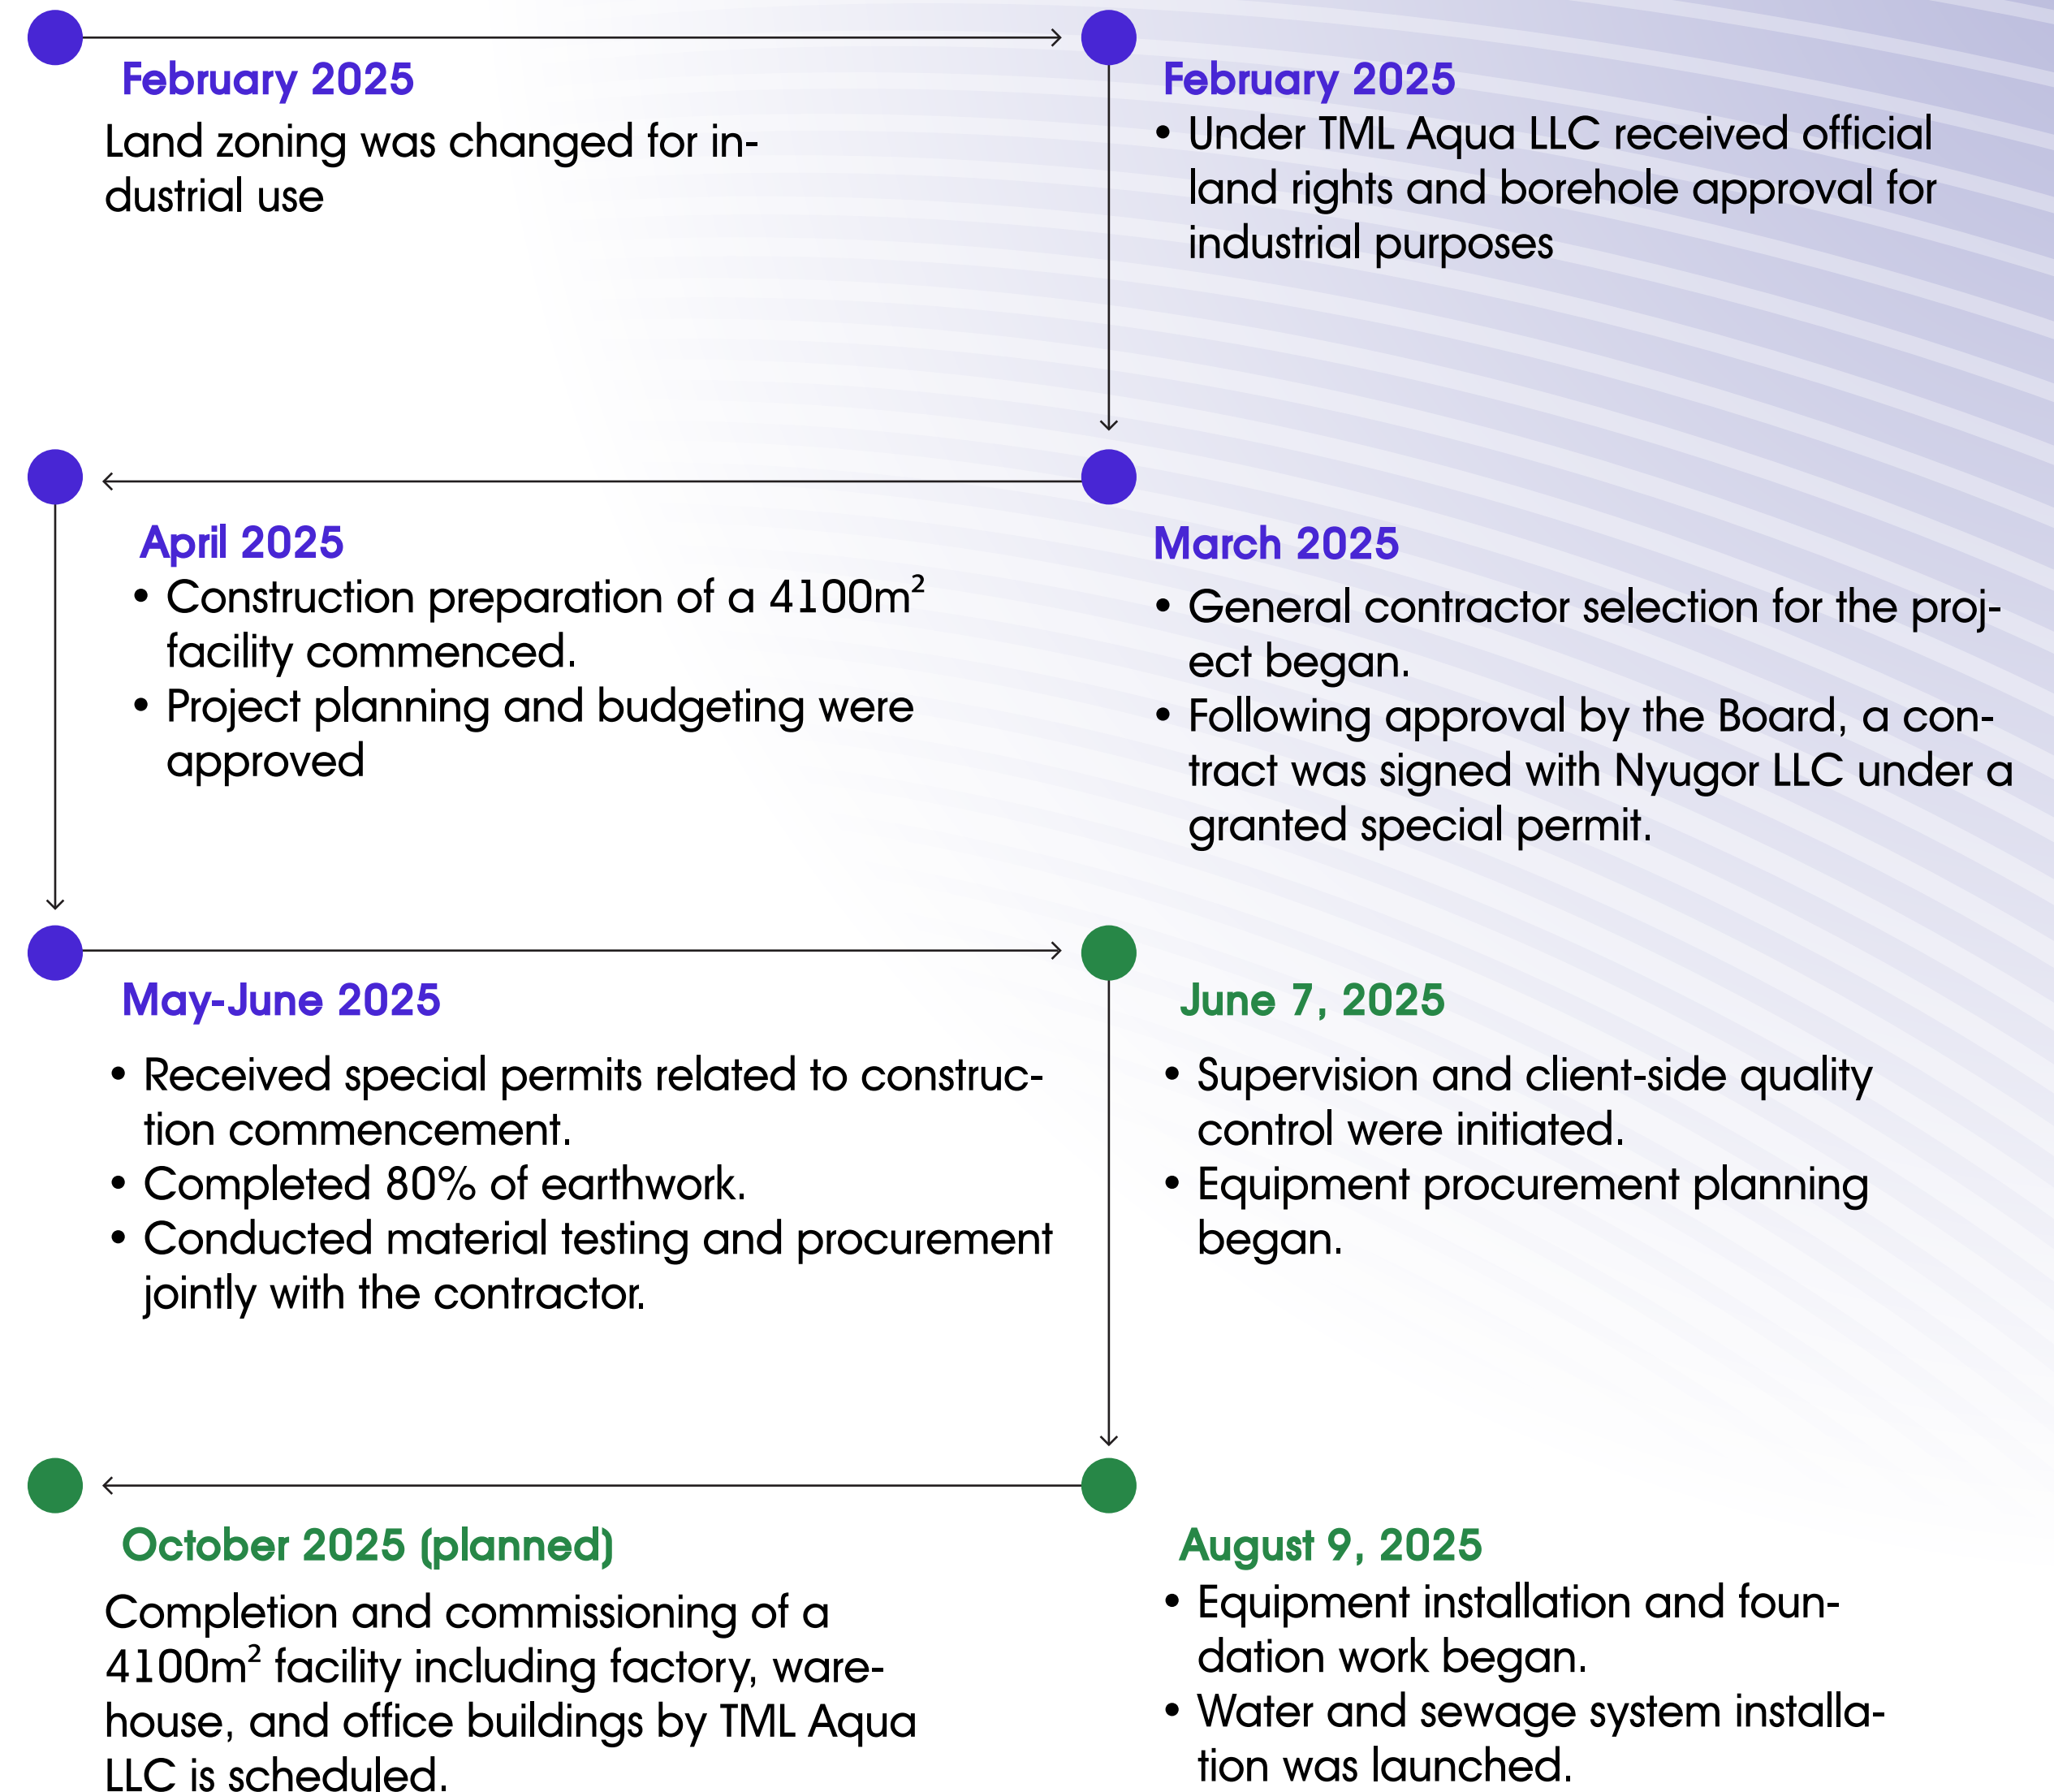 February 2025
Land zoning was changed for in-
dustrial use
February 2025
• Under TML Aqua LLC received official
land rights and borehole approval for
industrial purposes
March 2025
• General contractor selection for the proj-
ect began.
• Following approval by the Board, a con-
tract was signed with Nyugor LLC under a
granted special permit.
April 2025
• Construction preparation of a 4100m²
facility commenced.
• Project planning and budgeting were
approved
May-June 2025
• Received special permits related to construc-
tion commencement.
• Completed 80% of earthwork.
• Conducted material testing and procurement
jointly with the contractor.
June 7, 2025
• Supervision and client-side quality
control were initiated.
• Equipment procurement planning
began.
August 9, 2025
• Equipment installation and foun-
dation work began.
• Water and sewage system installa-
tion was launched.
October 2025 (planned)
Completion and commissioning of a
4100m² facility including factory, ware-
house, and office buildings by TML Aqua
LLC is scheduled.